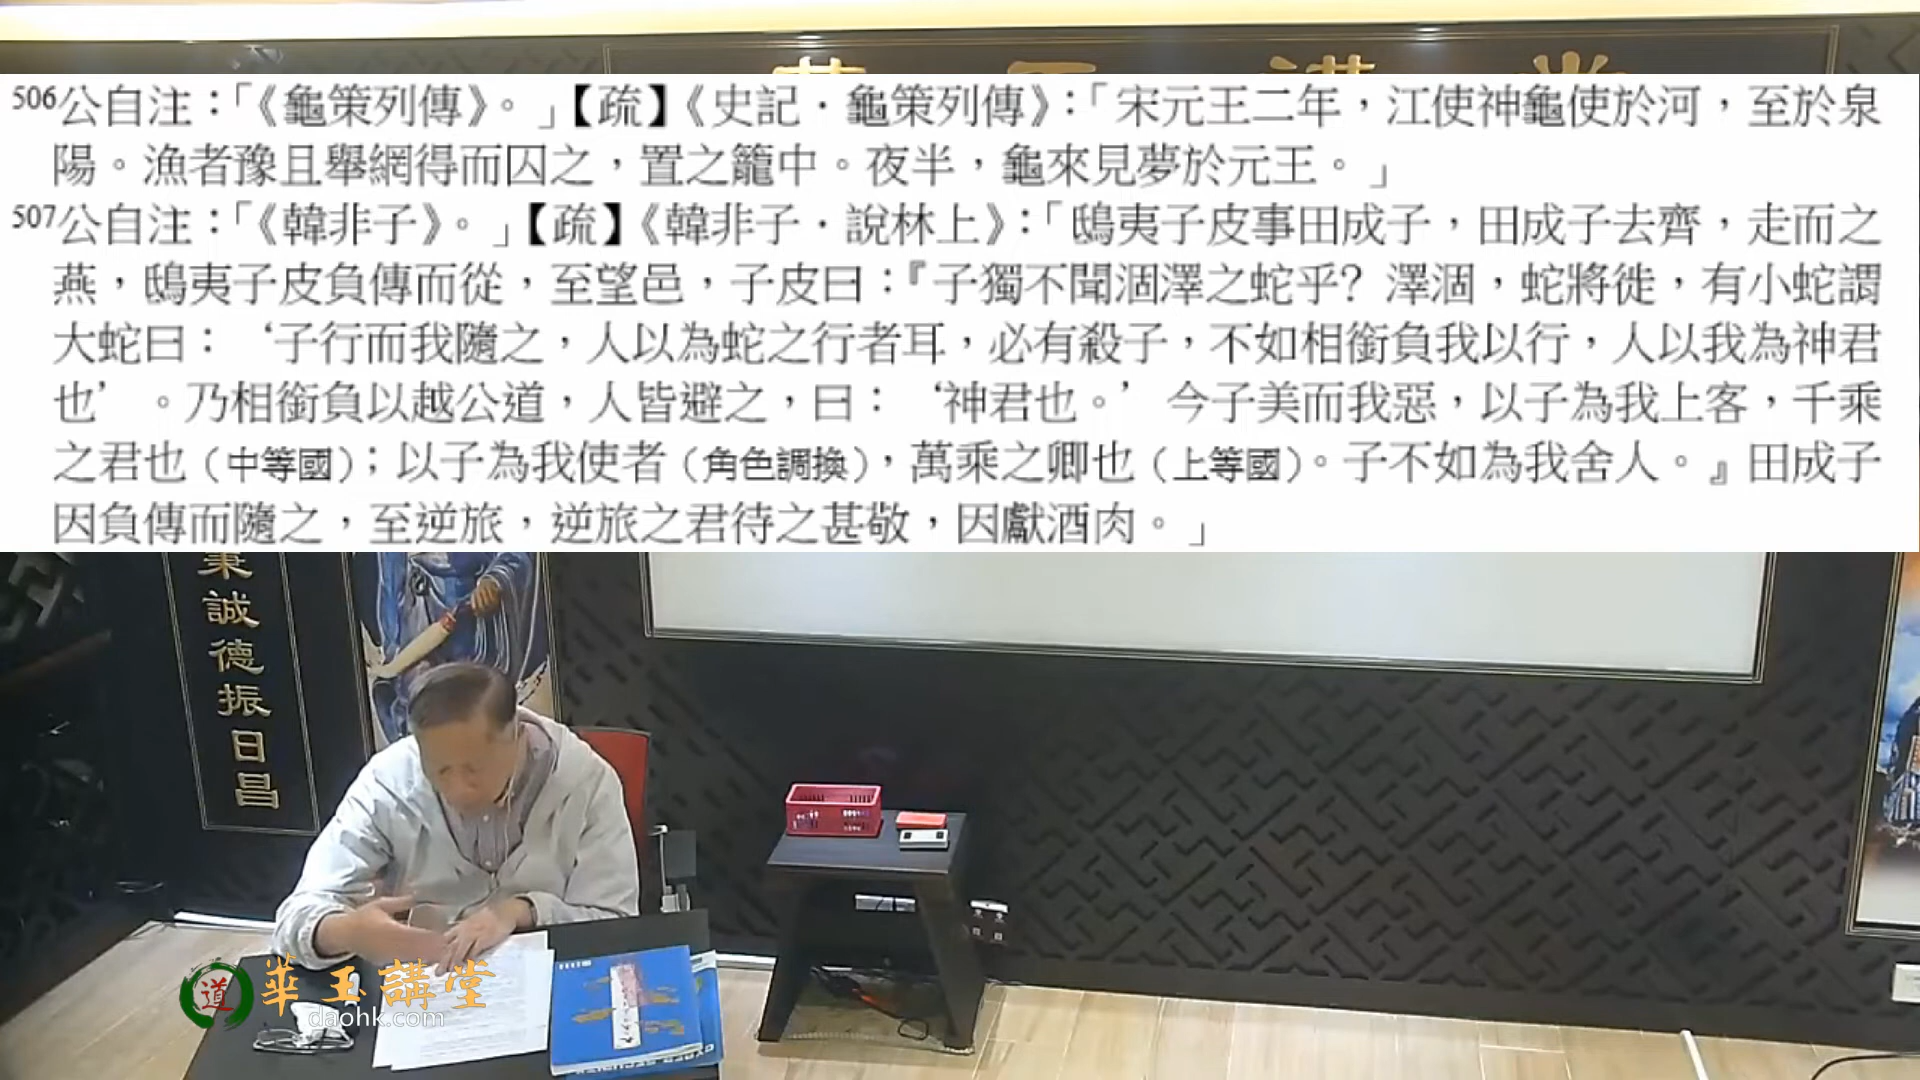 506公自注：「《龜策列傳》。」【疏】《史記．龜策列傳》：「宋元王二年，江使神龜使於河，至於泉
陽。漁者豫且舉網得而囚之，置之籠中。夜半，龜來見夢於元王。」
507公自注：「《韓非子》。」【疏】《韓非子．說林上》：「鴟夷子皮事田成子，田成子去齊，走而之
燕，鴟夷子皮負傳而從，至望邑，子皮曰：『子獨不聞涸澤之蛇乎？澤涸，蛇將徙，有小蛇謂
大蛇曰：‘子行而我隨之，人以為蛇之行者耳，必有殺子，不如相銜負我以行，人以我為神君
也’。乃相銜負以越公道，人皆避之，曰：‘神君也。’今子美而我惡，以子為我上客，千乘
之君也（中等國）；以子為我使者（角色調換），萬乘之卿也（上等國）。子不如為我舍人。』田成子
因負傳而隨之，至逆旅，逆旅之君待之甚敬，因獻酒肉。」
秉誠德振日昌
道 華玉講堂
daohk.com